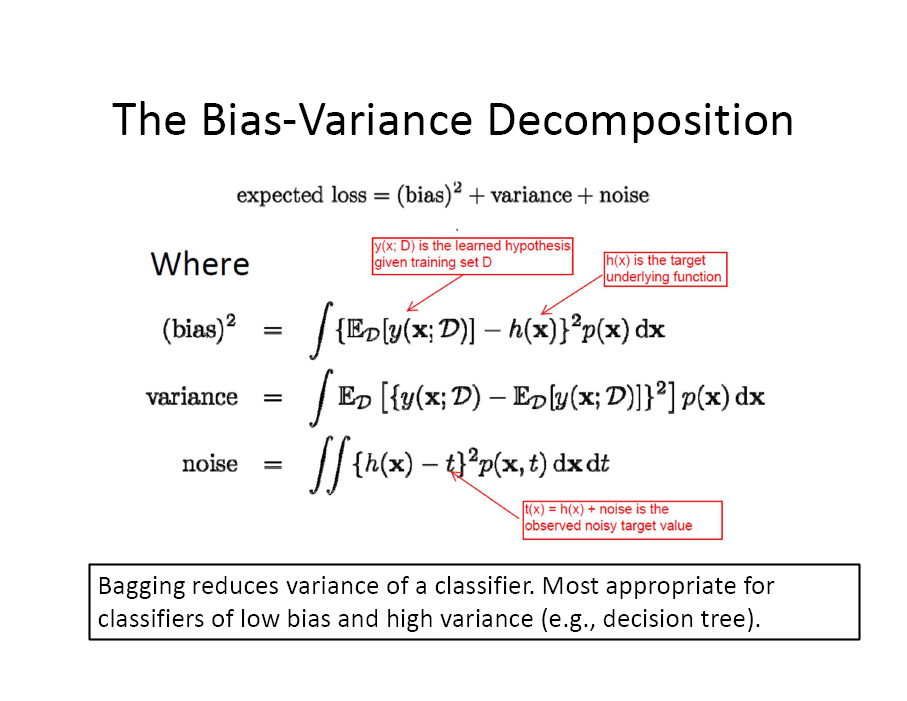 The Bias-Variance Decomposition
expected loss = (bias)² + variance + noise
Where
y(x; D) is the learned hypothesis
given training set D
h(x) is the target
underlying function
(bias)² = ∫{𝔼_𝒟[y(𝐱; 𝒟)] − h(𝐱)}²p(𝐱) d𝐱
variance = ∫𝔼_𝒟 [{y(𝐱; 𝒟) − 𝔼_𝒟[y(𝐱; 𝒟)]}²] p(𝐱) d𝐱
noise = ∬{h(𝐱) − t}²p(𝐱, t) d𝐱 dt
t(x) = h(x) + noise is the
observed noisy target value
Bagging reduces variance of a classifier. Most appropriate for
classifiers of low bias and high variance (e.g., decision tree).